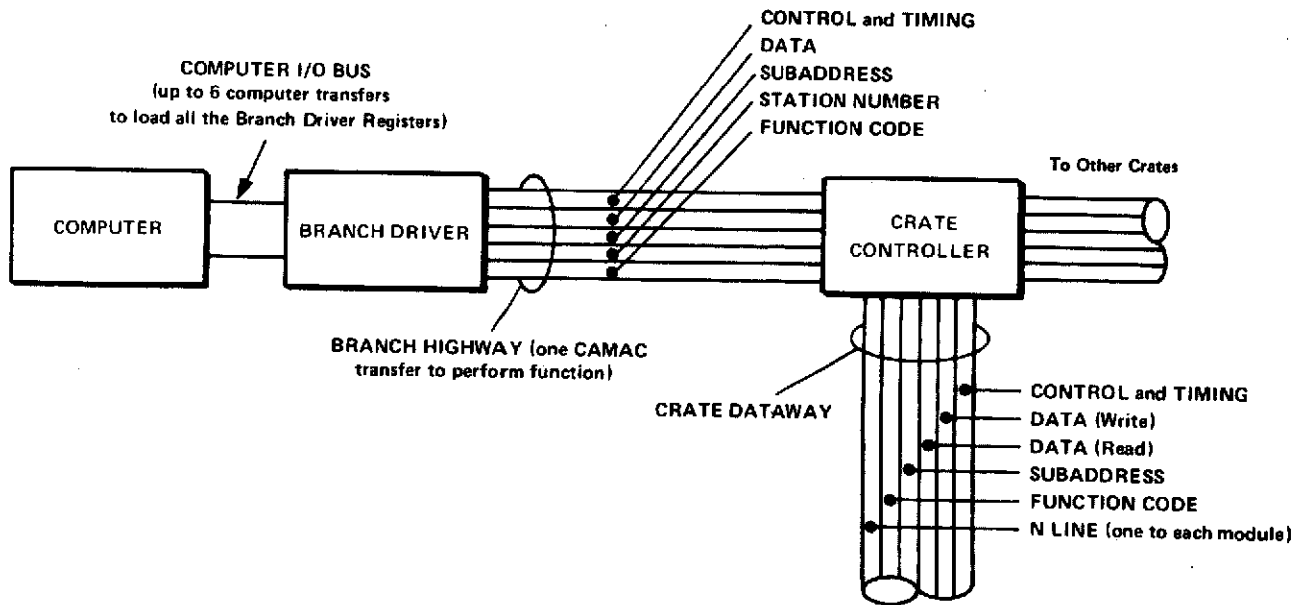 CONTROL and TIMING
DATA
SUBADDRESS
STATION NUMBER
FUNCTION CODE
COMPUTER I/O BUS
(up to 6 computer transfers
to load all the Branch Driver Registers)
To Other Crates
COMPUTER
BRANCH DRIVER
CRATE
CONTROLLER
BRANCH HIGHWAY (one CAMAC
transfer to perform function)
CRATE DATAWAY
CONTROL and TIMING
DATA (Write)
DATA (Read)
SUBADDRESS
FUNCTION CODE
N LINE (one to each module)